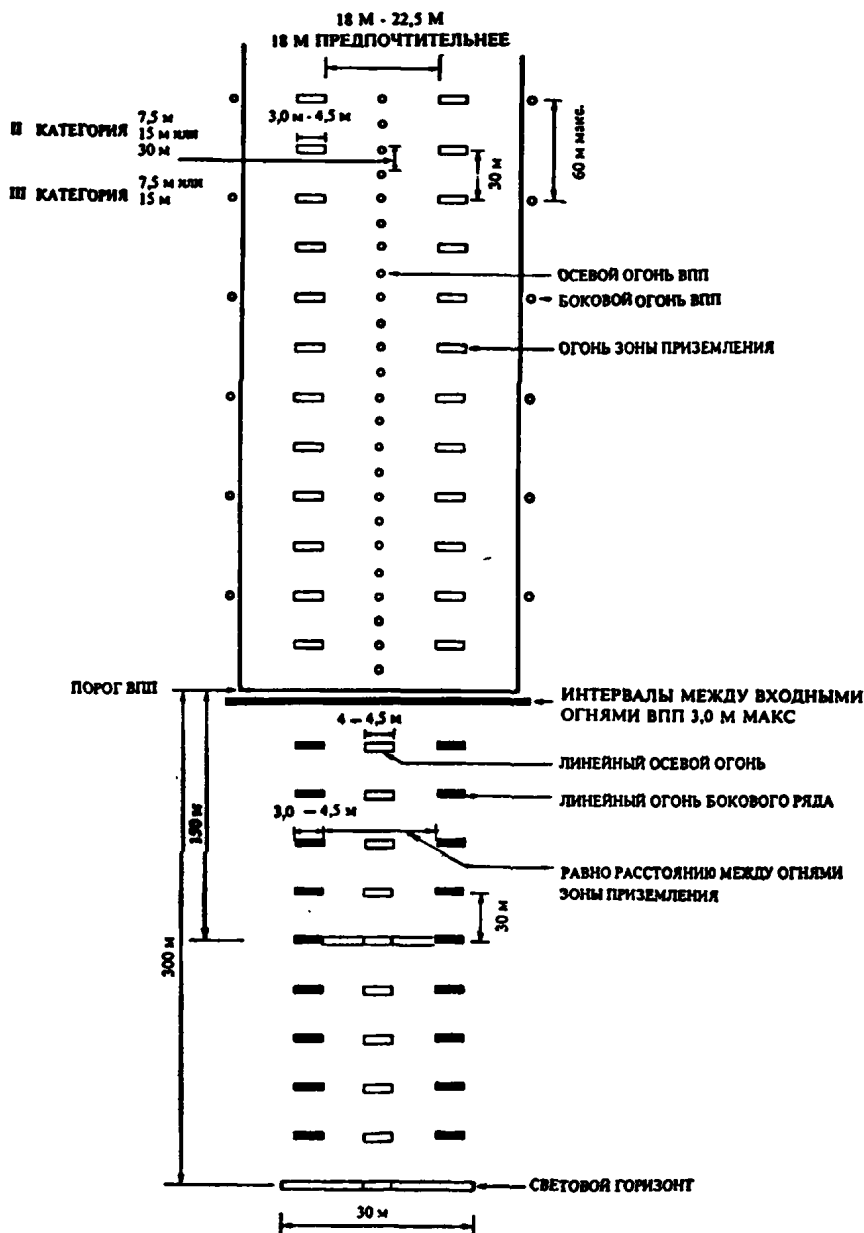 18 М - 22,5 М
18 М ПРЕДПОЧТИТЕЛЬНЕЕ
II КАТЕГОРИЯ
7,5 м
15 м или
30 м
3,0 м - 4,5 м
30 м
60 м макс.
III КАТЕГОРИЯ
7,5 м или
15 м
ОСЕВОЙ ОГОНЬ ВПП
БОКОВОЙ ОГОНЬ ВПП
ОГОНЬ ЗОНЫ ПРИЗЕМЛЕНИЯ
ПОРОГ ВПП
ИНТЕРВАЛЫ МЕЖДУ ВХОДНЫМИ
ОГНЯМИ ВПП 3,0 М МАКС
4 – 4,5 м
ЛИНЕЙНЫЙ ОСЕВОЙ ОГОНЬ
ЛИНЕЙНЫЙ ОГОНЬ БОКОВОГО РЯДА
3,0 – 4,5 м
150 м
РАВНО РАССТОЯНИЮ МЕЖДУ ОГНЯМИ
ЗОНЫ ПРИЗЕМЛЕНИЯ
30 м
300 м
СВЕТОВОЙ ГОРИЗОНТ
30 м